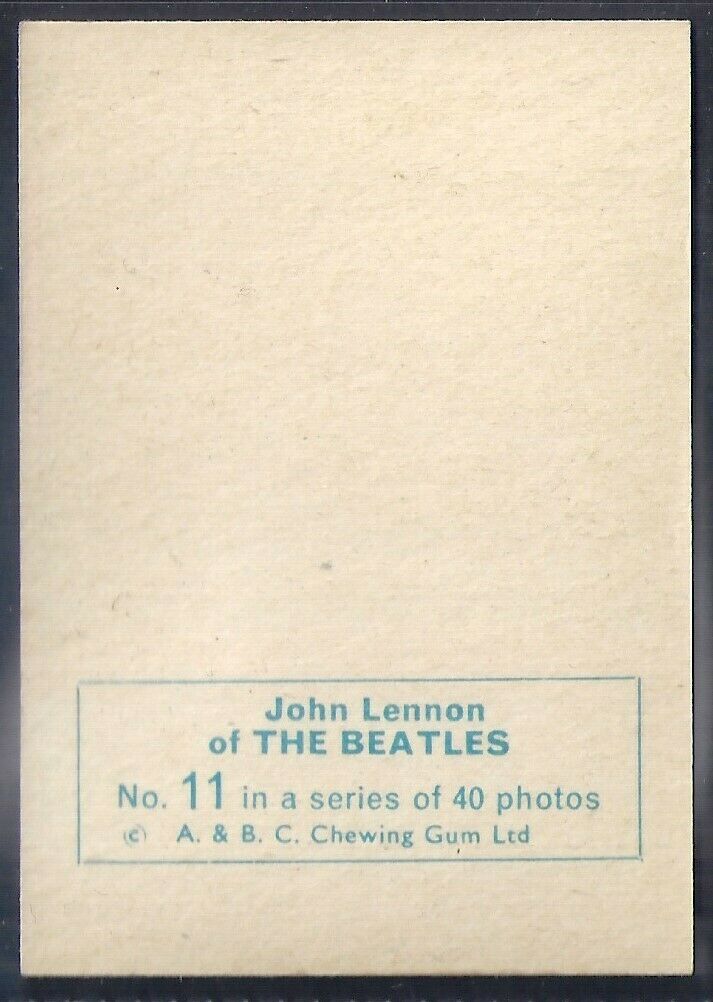 John Lennon
of THE BEATLES
No. 11 in a series of 40 photos
(c) A. & B. C. Chewing Gum Ltd